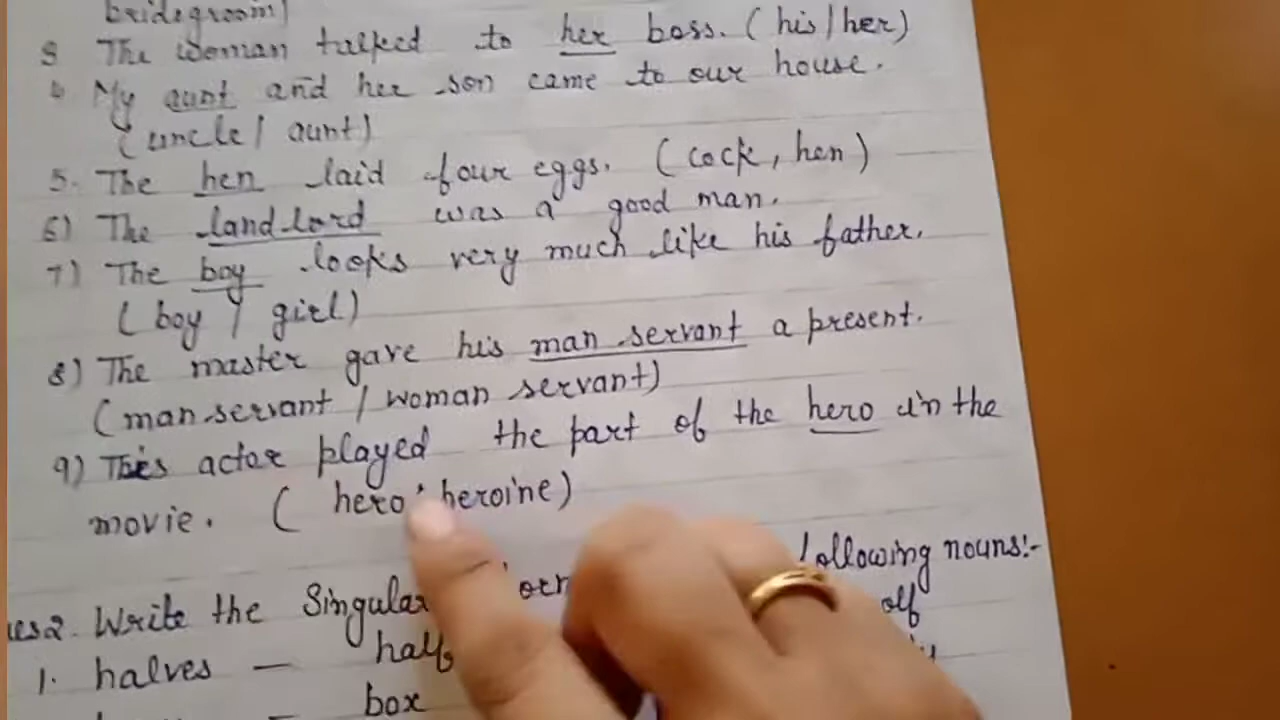 bridegroom)
3 The woman talked to her boss. (his/her)
4 My aunt and her son came to our house.
(uncle/ aunt)
5. The hen laid four eggs. (cock, hen)
6) The landlord was a good man.
7) The boy looks very much like his father.
(boy / girl)
8) The master gave his man servant a present.
(man servant / woman servant)
9) This actor played the part of the hero in the
movie. ( hero heroine)
ues2. Write the Singular following nouns:-
1. halves — half
— box